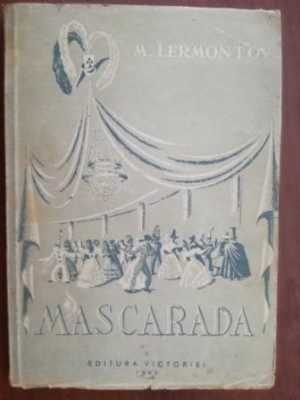 M. LERMONTOV
MASCARADA
EDITURA VICTORIEI